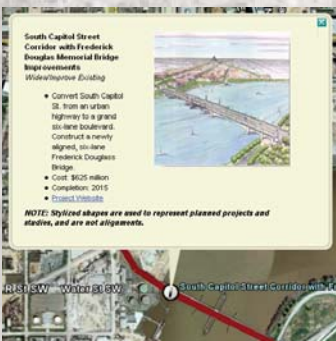 South Capitol Street
Corridor with Frederick
Douglas Memorial Bridge
Improvements
Widen/Improve Existing
● Convert South Capitol
St. from an urban
highway to a grand
six-lane boulevard.
Construct a newly
aligned, six-lane
Frederick Douglass
Bridge.
● Cost: $625 million
● Completion: 2015
● Project Website
NOTE: Stylized shapes are used to represent planned projects and
studies, and are not alignments.
R St SW Water St SW South Capitol Street Corridor with F